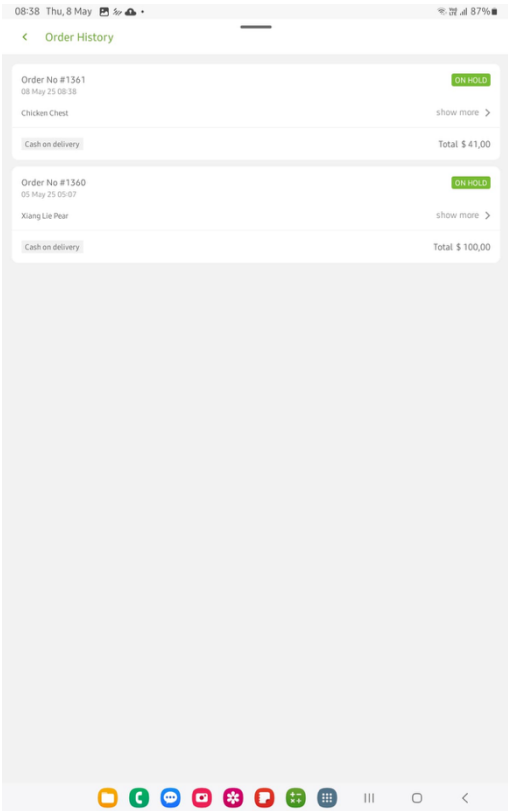 08:38 Thu, 8 May
87%
Order History
Order No #1361
ON HOLD
08 May 25 08:38
Chicken Chest
show more
Cash on delivery
Total $ 41,00
Order No #1360
ON HOLD
05 May 25 05:07
Xiang Lie Pear
show more
Cash on delivery
Total $ 100,00